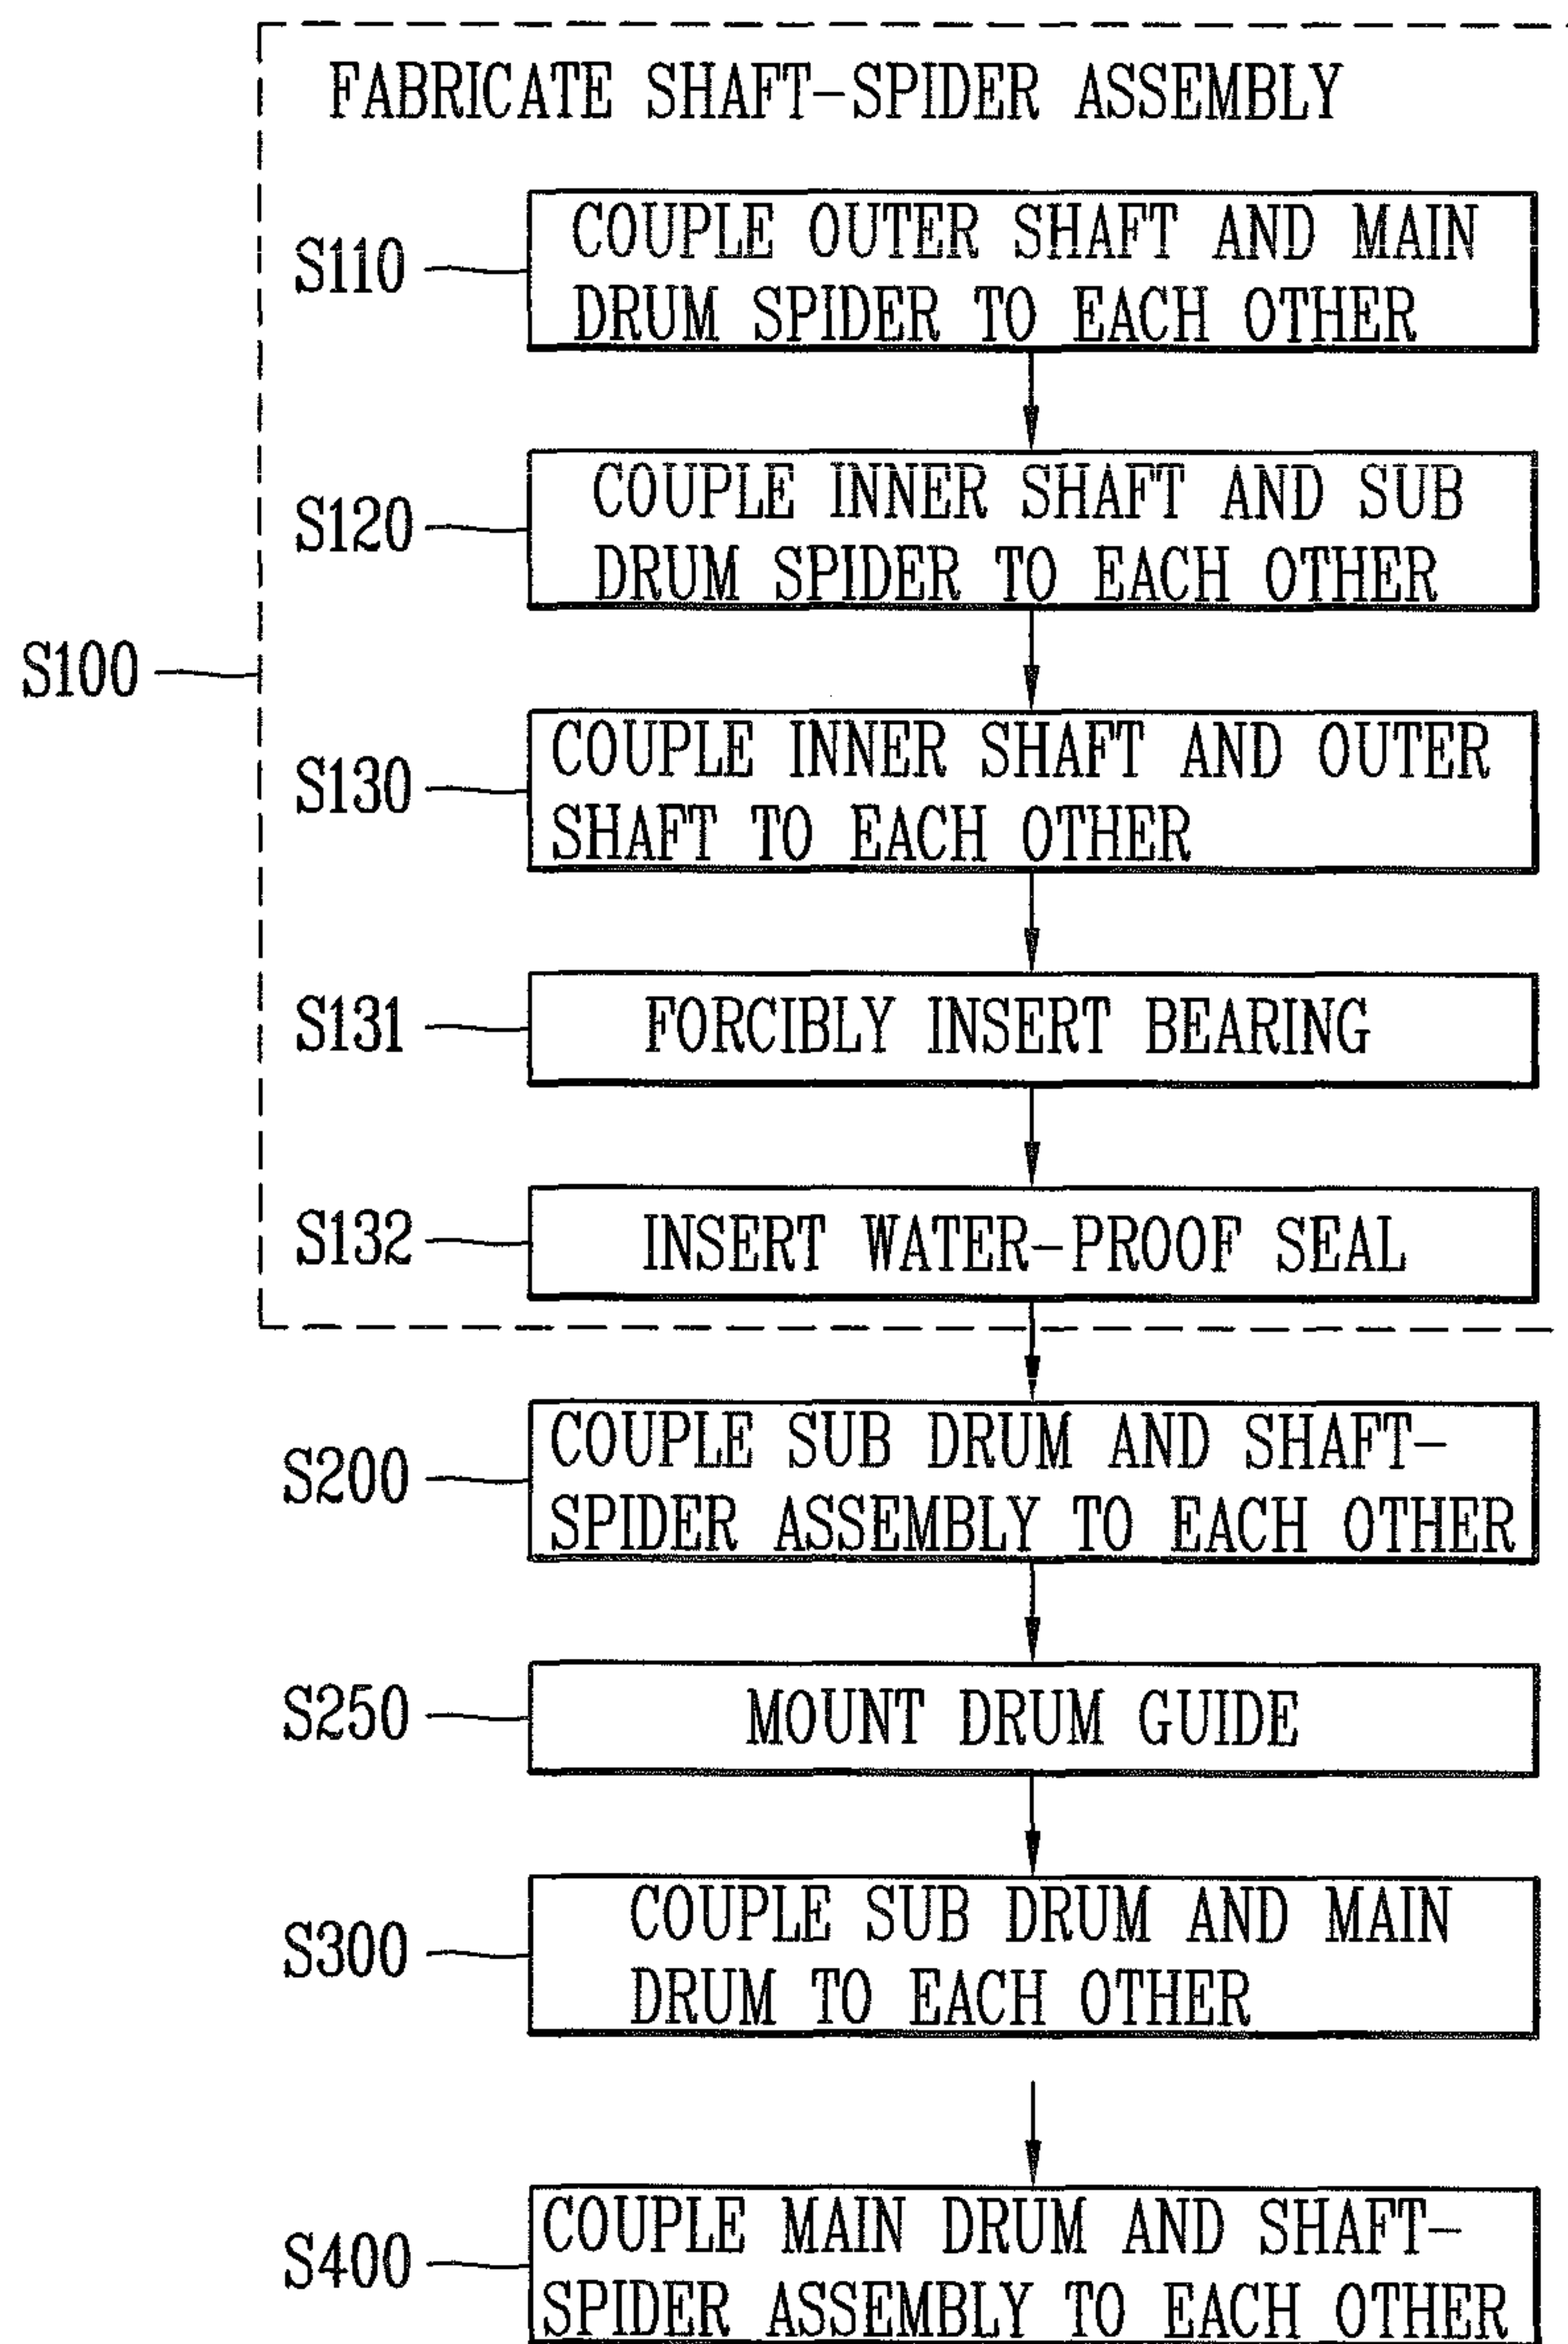 FABRICATE SHAFT-SPIDER ASSEMBLY
S110
COUPLE OUTER SHAFT AND MAIN
DRUM SPIDER TO EACH OTHER
S120
COUPLE INNER SHAFT AND SUB
DRUM SPIDER TO EACH OTHER
S100
S130
COUPLE INNER SHAFT AND OUTER
SHAFT TO EACH OTHER
S131
FORCIBLY INSERT BEARING
S132
INSERT WATER-PROOF SEAL
S200
COUPLE SUB DRUM AND SHAFT-
SPIDER ASSEMBLY TO EACH OTHER
S250
MOUNT DRUM GUIDE
S300
COUPLE SUB DRUM AND MAIN
DRUM TO EACH OTHER
S400
COUPLE MAIN DRUM AND SHAFT-
SPIDER ASSEMBLY TO EACH OTHER